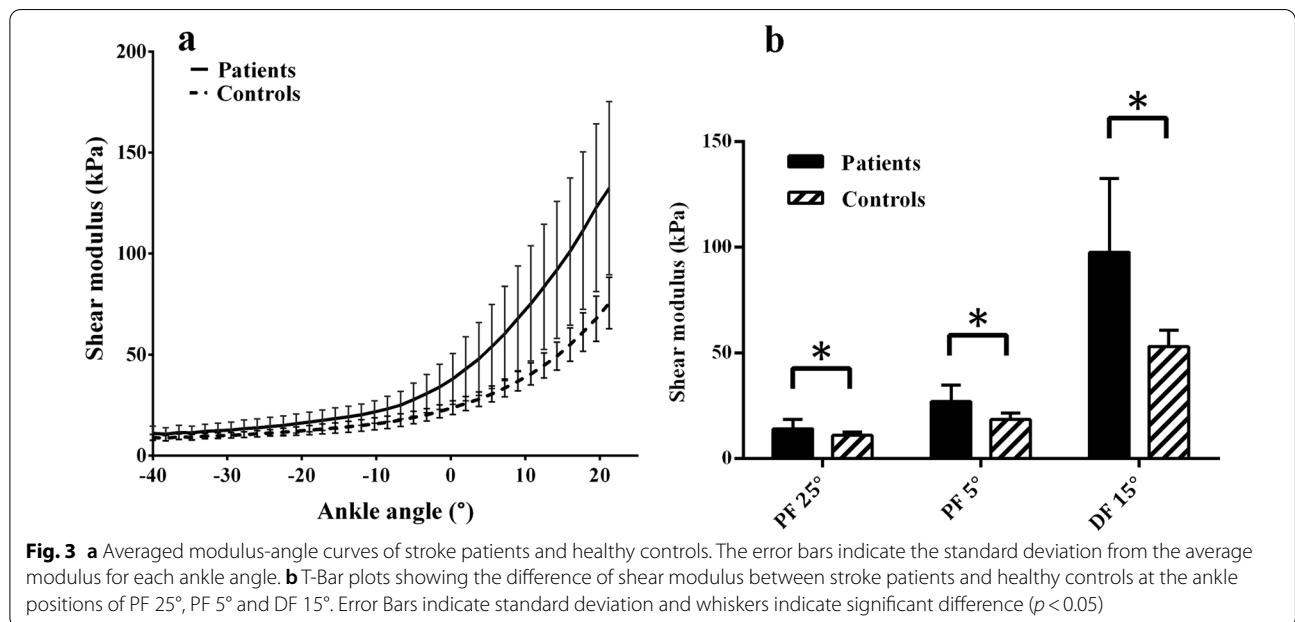 a
200
150
100
50
0
Shear modulus (kPa)
Patients
Controls
-40 -30 -20 -10 0 10 20
Ankle angle (°)
b
150
100
50
0
Shear modulus (kPa)
Patients
Controls
*
*
*
PF 25°
PF 5°
DF 15°
Fig. 3 a Averaged modulus-angle curves of stroke patients and healthy controls. The error bars indicate the standard deviation from the average
modulus for each ankle angle. b T-Bar plots showing the difference of shear modulus between stroke patients and healthy controls at the ankle
positions of PF 25°, PF 5° and DF 15°. Error Bars indicate standard deviation and whiskers indicate significant difference (p < 0.05)